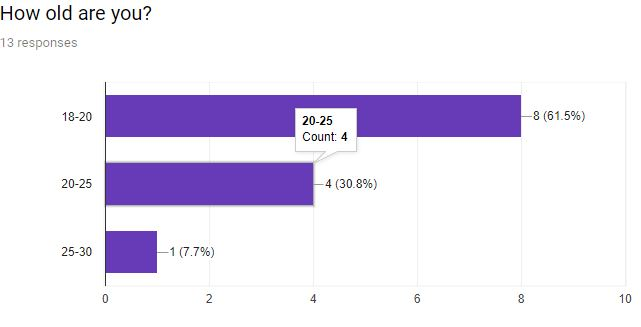 How old are you?
13 responses
18-20
8 (61.5%)
20-25
Count: 4
20-25
4 (30.8%)
25-30
1 (7.7%)
0 2 4 6 8 10